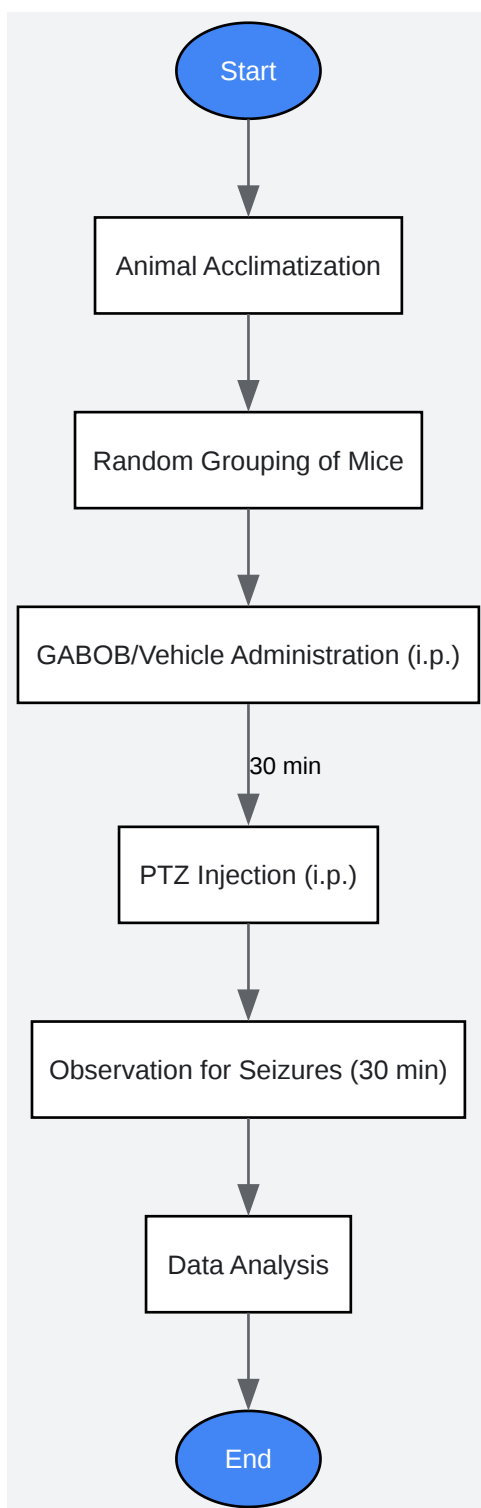 Start
Animal Acclimatization
Random Grouping of Mice
GABOB/Vehicle Administration (i.p.)
30 min
PTZ Injection (i.p.)
Observation for Seizures (30 min)
Data Analysis
End